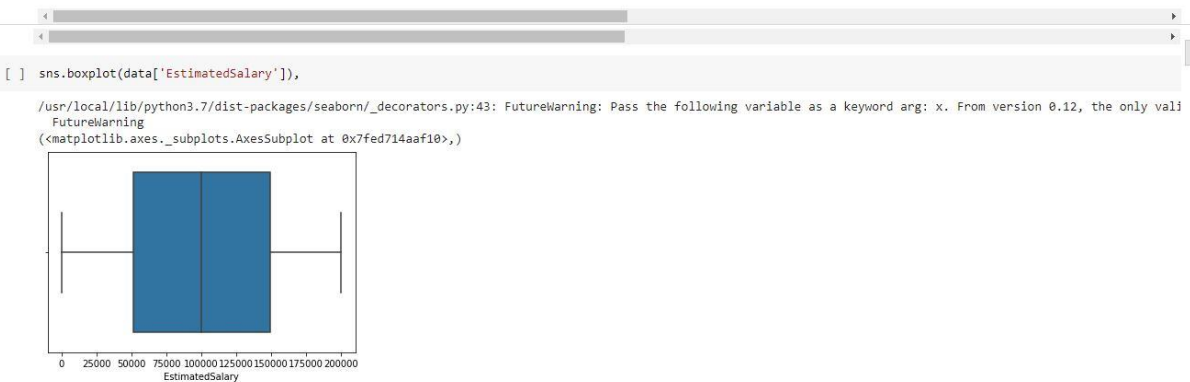 [ ] sns.boxplot(data['EstimatedSalary']),
/usr/local/lib/python3.7/dist-packages/seaborn/_decorators.py:43: FutureWarning: Pass the following variable as a keyword arg: x. From version 0.12, the only vali
FutureWarning
(<matplotlib.axes._subplots.AxesSubplot at 0x7fed714aaf10>,)
0 25000 50000 75000 100000 125000 150000 175000 200000
EstimatedSalary